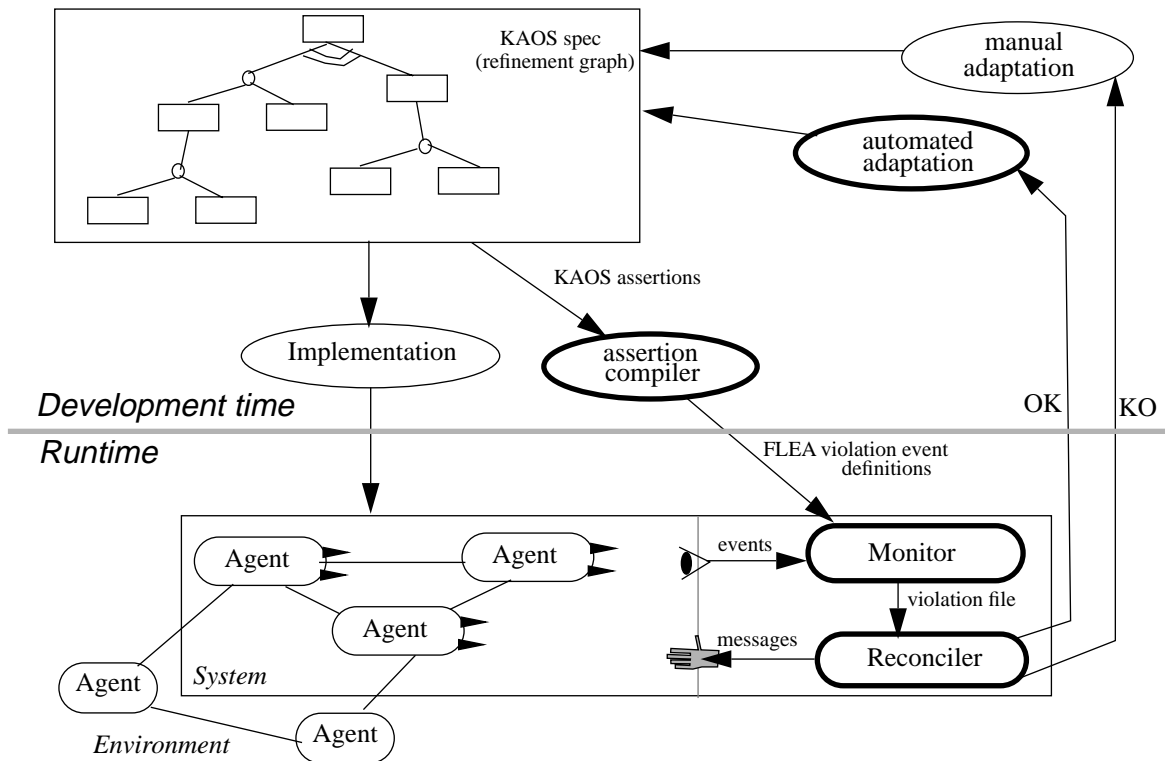 KAOS spec
(refinement graph)
manual
adaptation
automated
adaptation
KAOS assertions
Implementation
assertion
compiler
Development time
OK
KO
Runtime
FLEA violation event
definitions
Agent
Agent
events
Monitor
violation file
Agent
messages
Reconciler
System
Agent
Agent
Environment